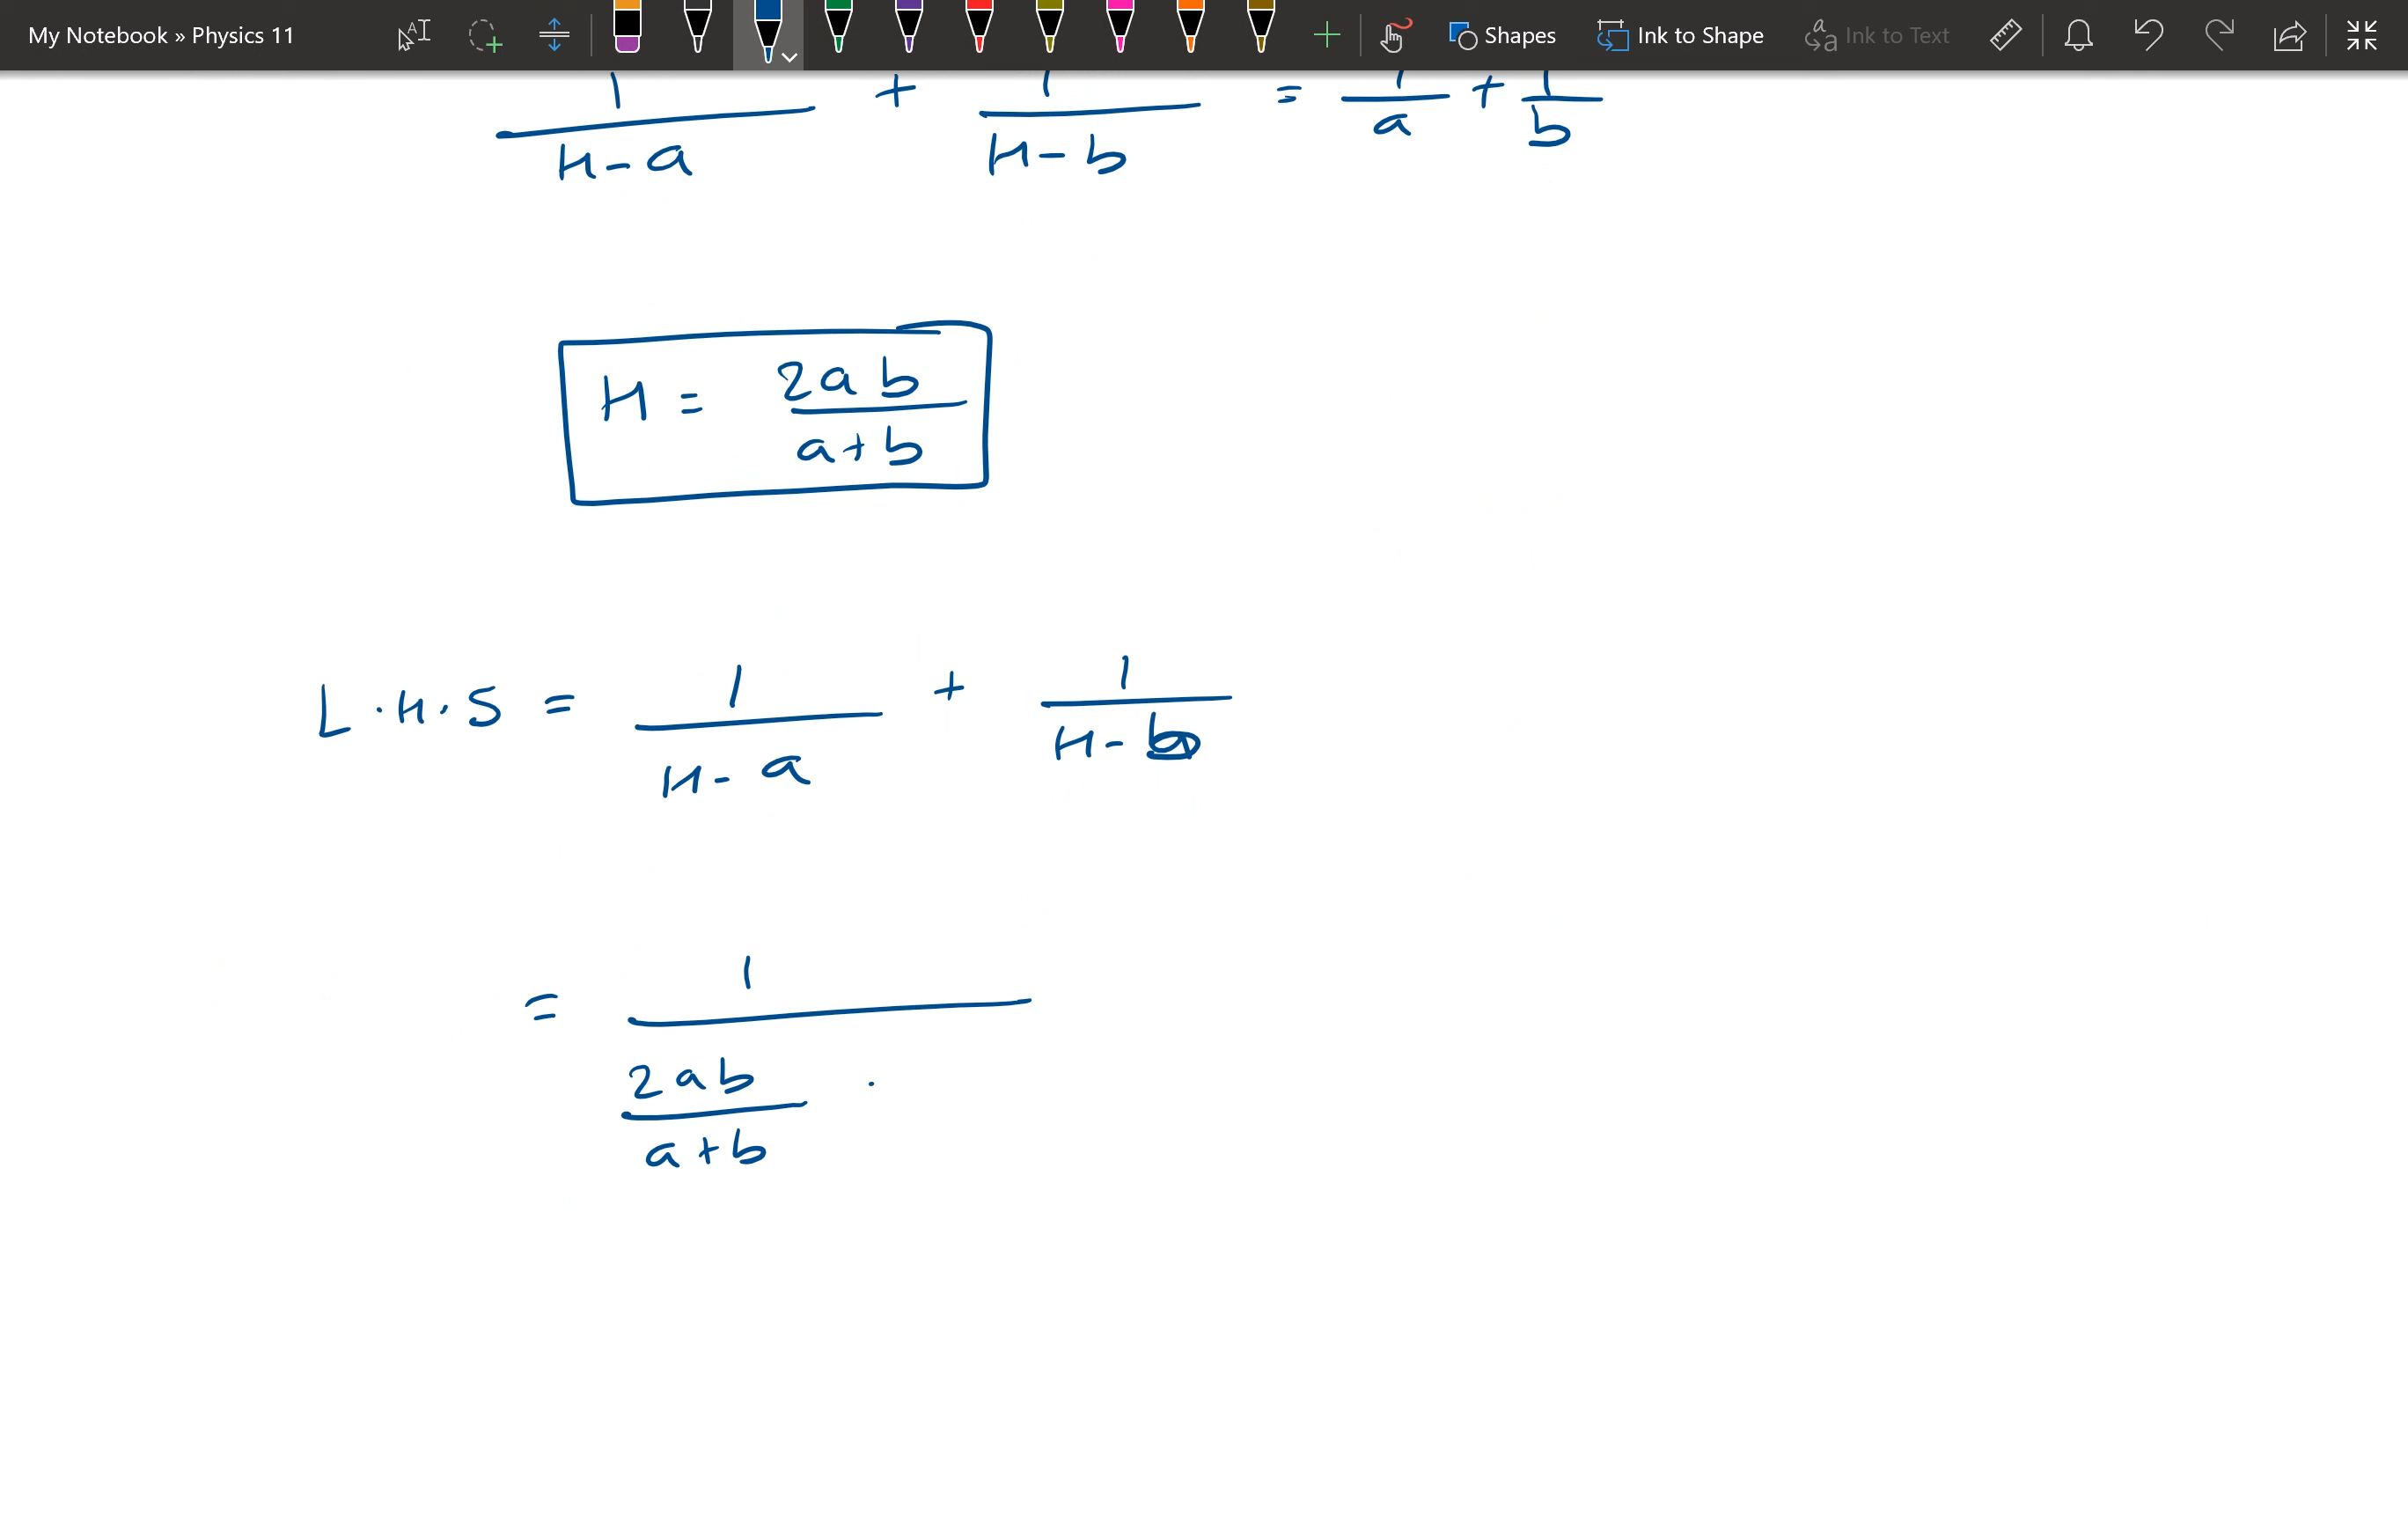 My Notebook » Physics 11 Shapes Ink to Shape Ink to Text
1/(H-a) + 1/(H-b) = 1/a + 1/b
H = 2ab/(a+b)
L.H.S = 1/(H-a) + 1/(H-b)
= 1/(2ab/(a+b)) .